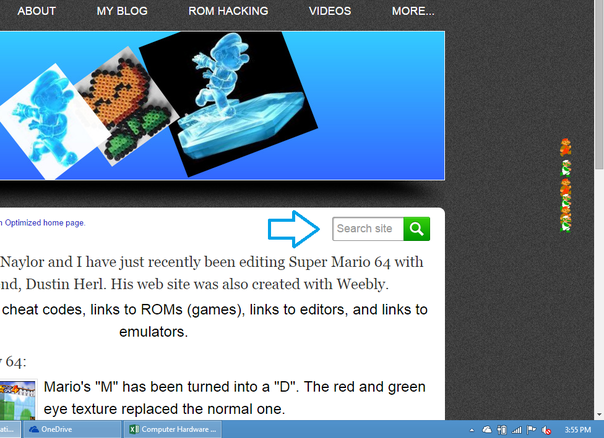 ABOUT MY BLOG ROM HACKING VIDEOS MORE...
Search site
Optimized home page.
Naylor and I have just recently been editing Super Mario 64 with
Dustin Herl. His web site was also created with Weebly.
cheat codes, links to ROMs (games), links to editors, and links to
emulators.
64:
Mario's "M" has been turned into a "D". The red and green
eye texture replaced the normal one.
OneDrive Computer Hardware ... 3:55 PM